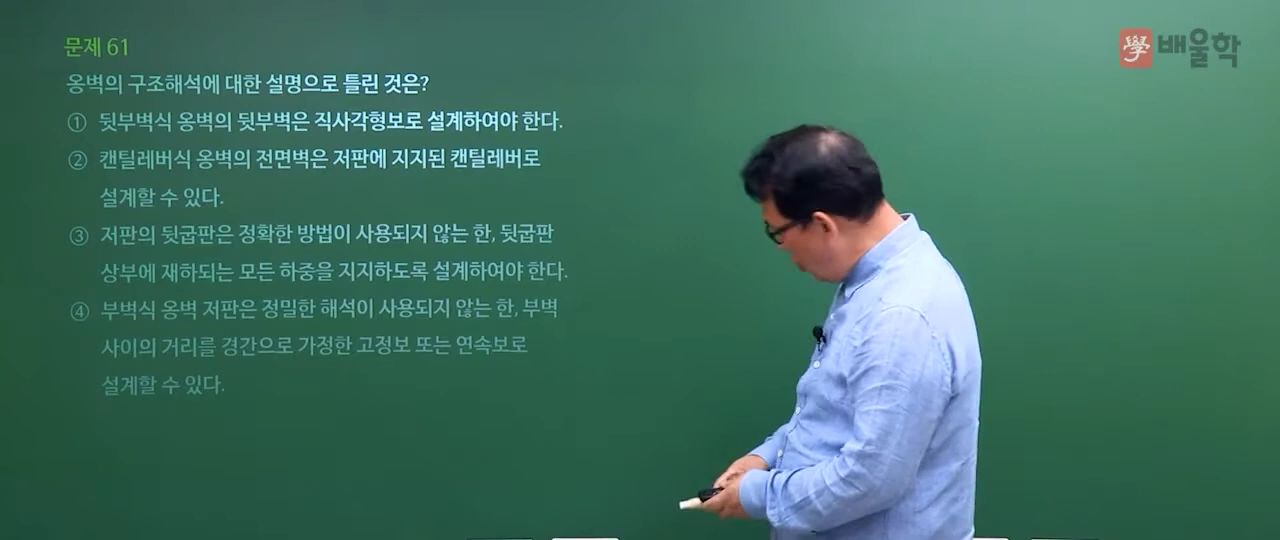 문제 61
學 배울학
옹벽의 구조해석에 대한 설명으로 틀린 것은?
① 뒷부벽식 옹벽의 뒷부벽은 직사각형보로 설계하여야 한다.
② 캔틸레버식 옹벽의 전면벽은 저판에 지지된 캔틸레버로
설계할 수 있다.
③ 저판의 뒷굽판은 정확한 방법이 사용되지 않는 한, 뒷굽판
상부에 재하되는 모든 하중을 지지하도록 설계하여야 한다.
④ 부벽식 옹벽 저판은 정밀한 해석이 사용되지 않는 한, 부벽
사이의 거리를 경간으로 가정한 고정보 또는 연속보로
설계할 수 있다.